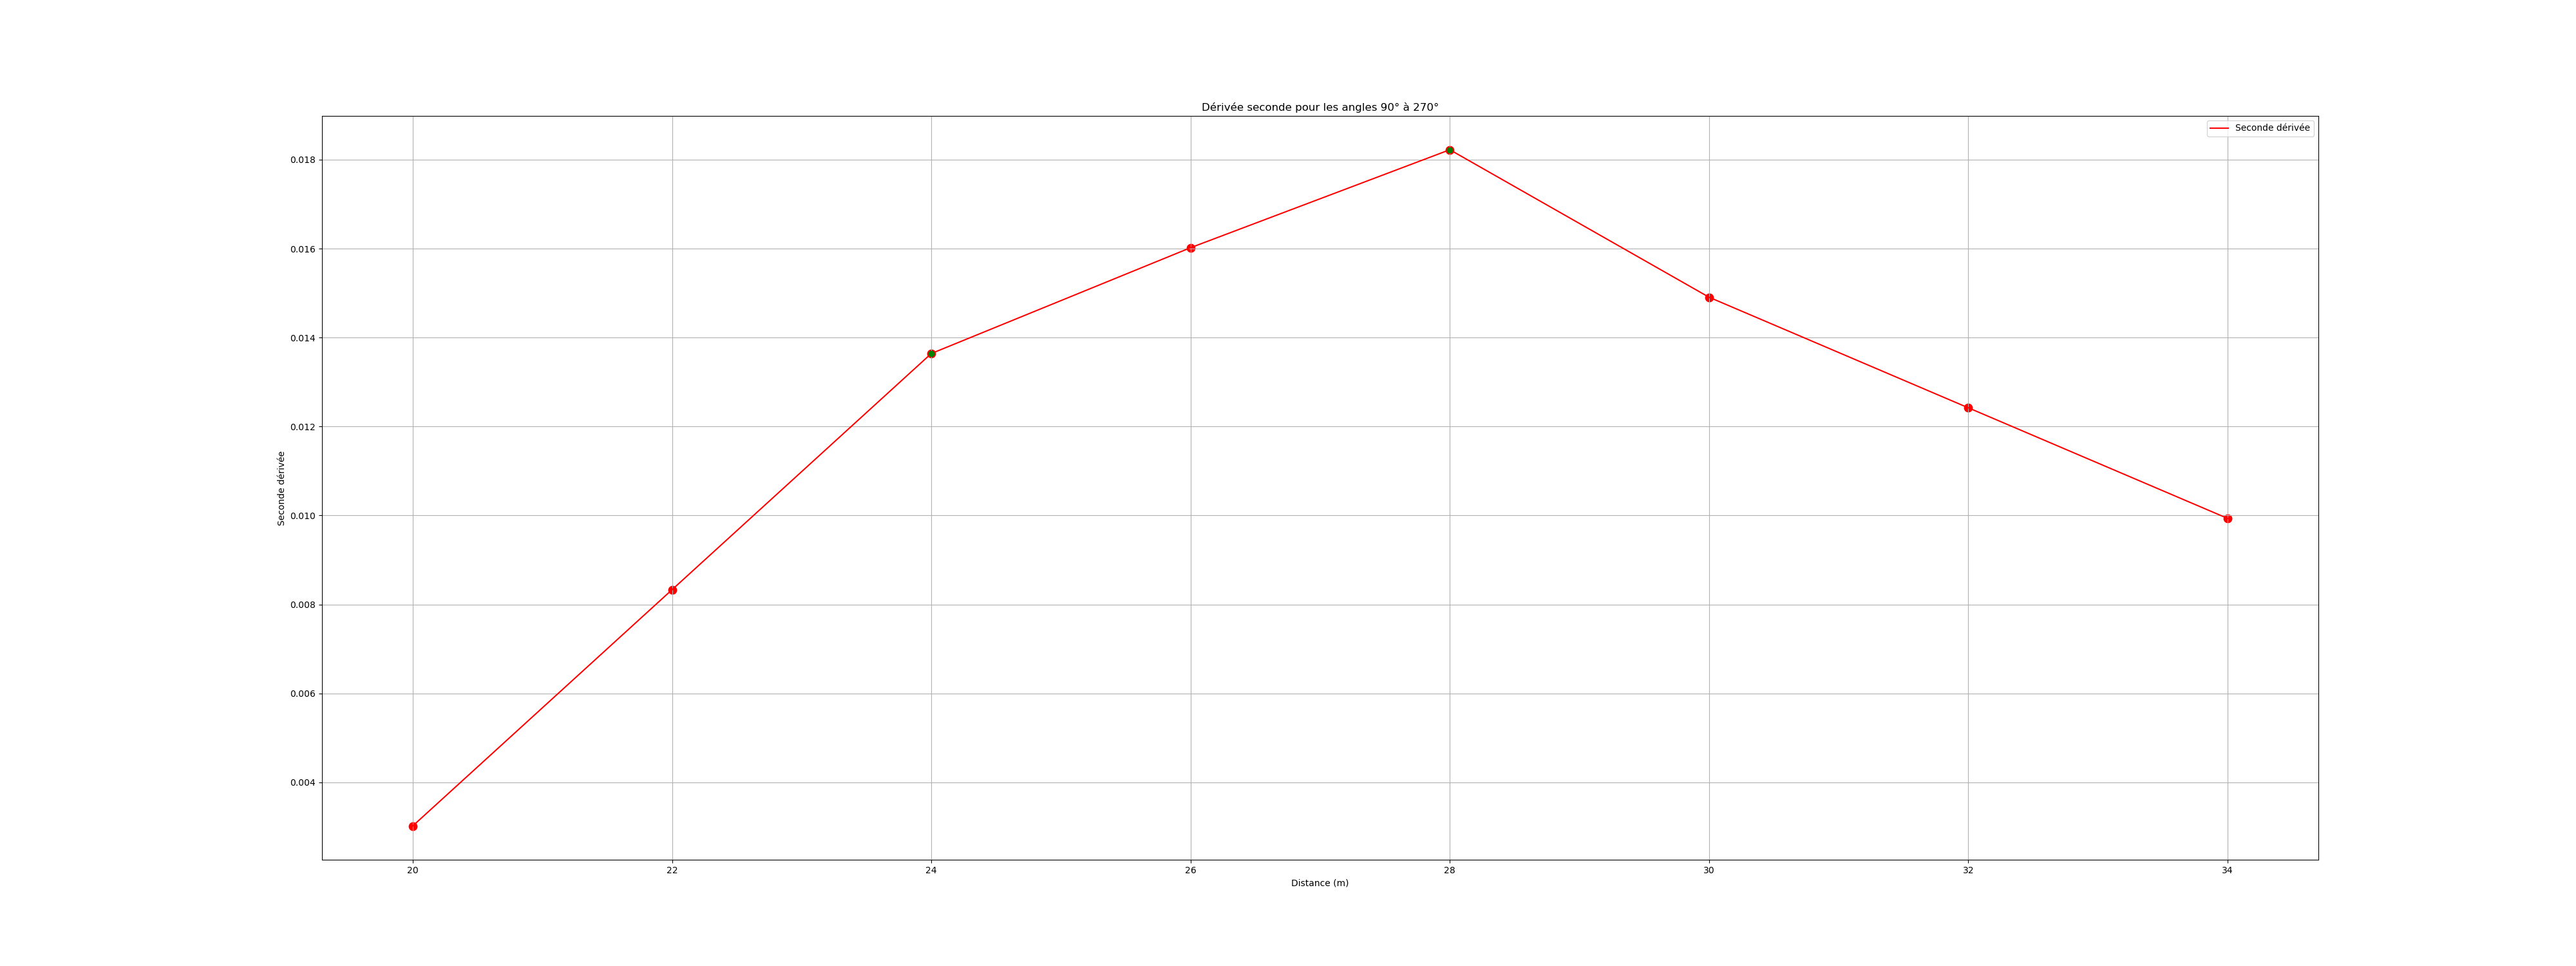 Dérivée seconde pour les angles 90° à 270°
Seconde dérivée
0.018
0.016
0.014
0.012
0.010
0.008
0.006
0.004
Seconde dérivée
20 22 24 26 28 30 32 34
Distance (m)